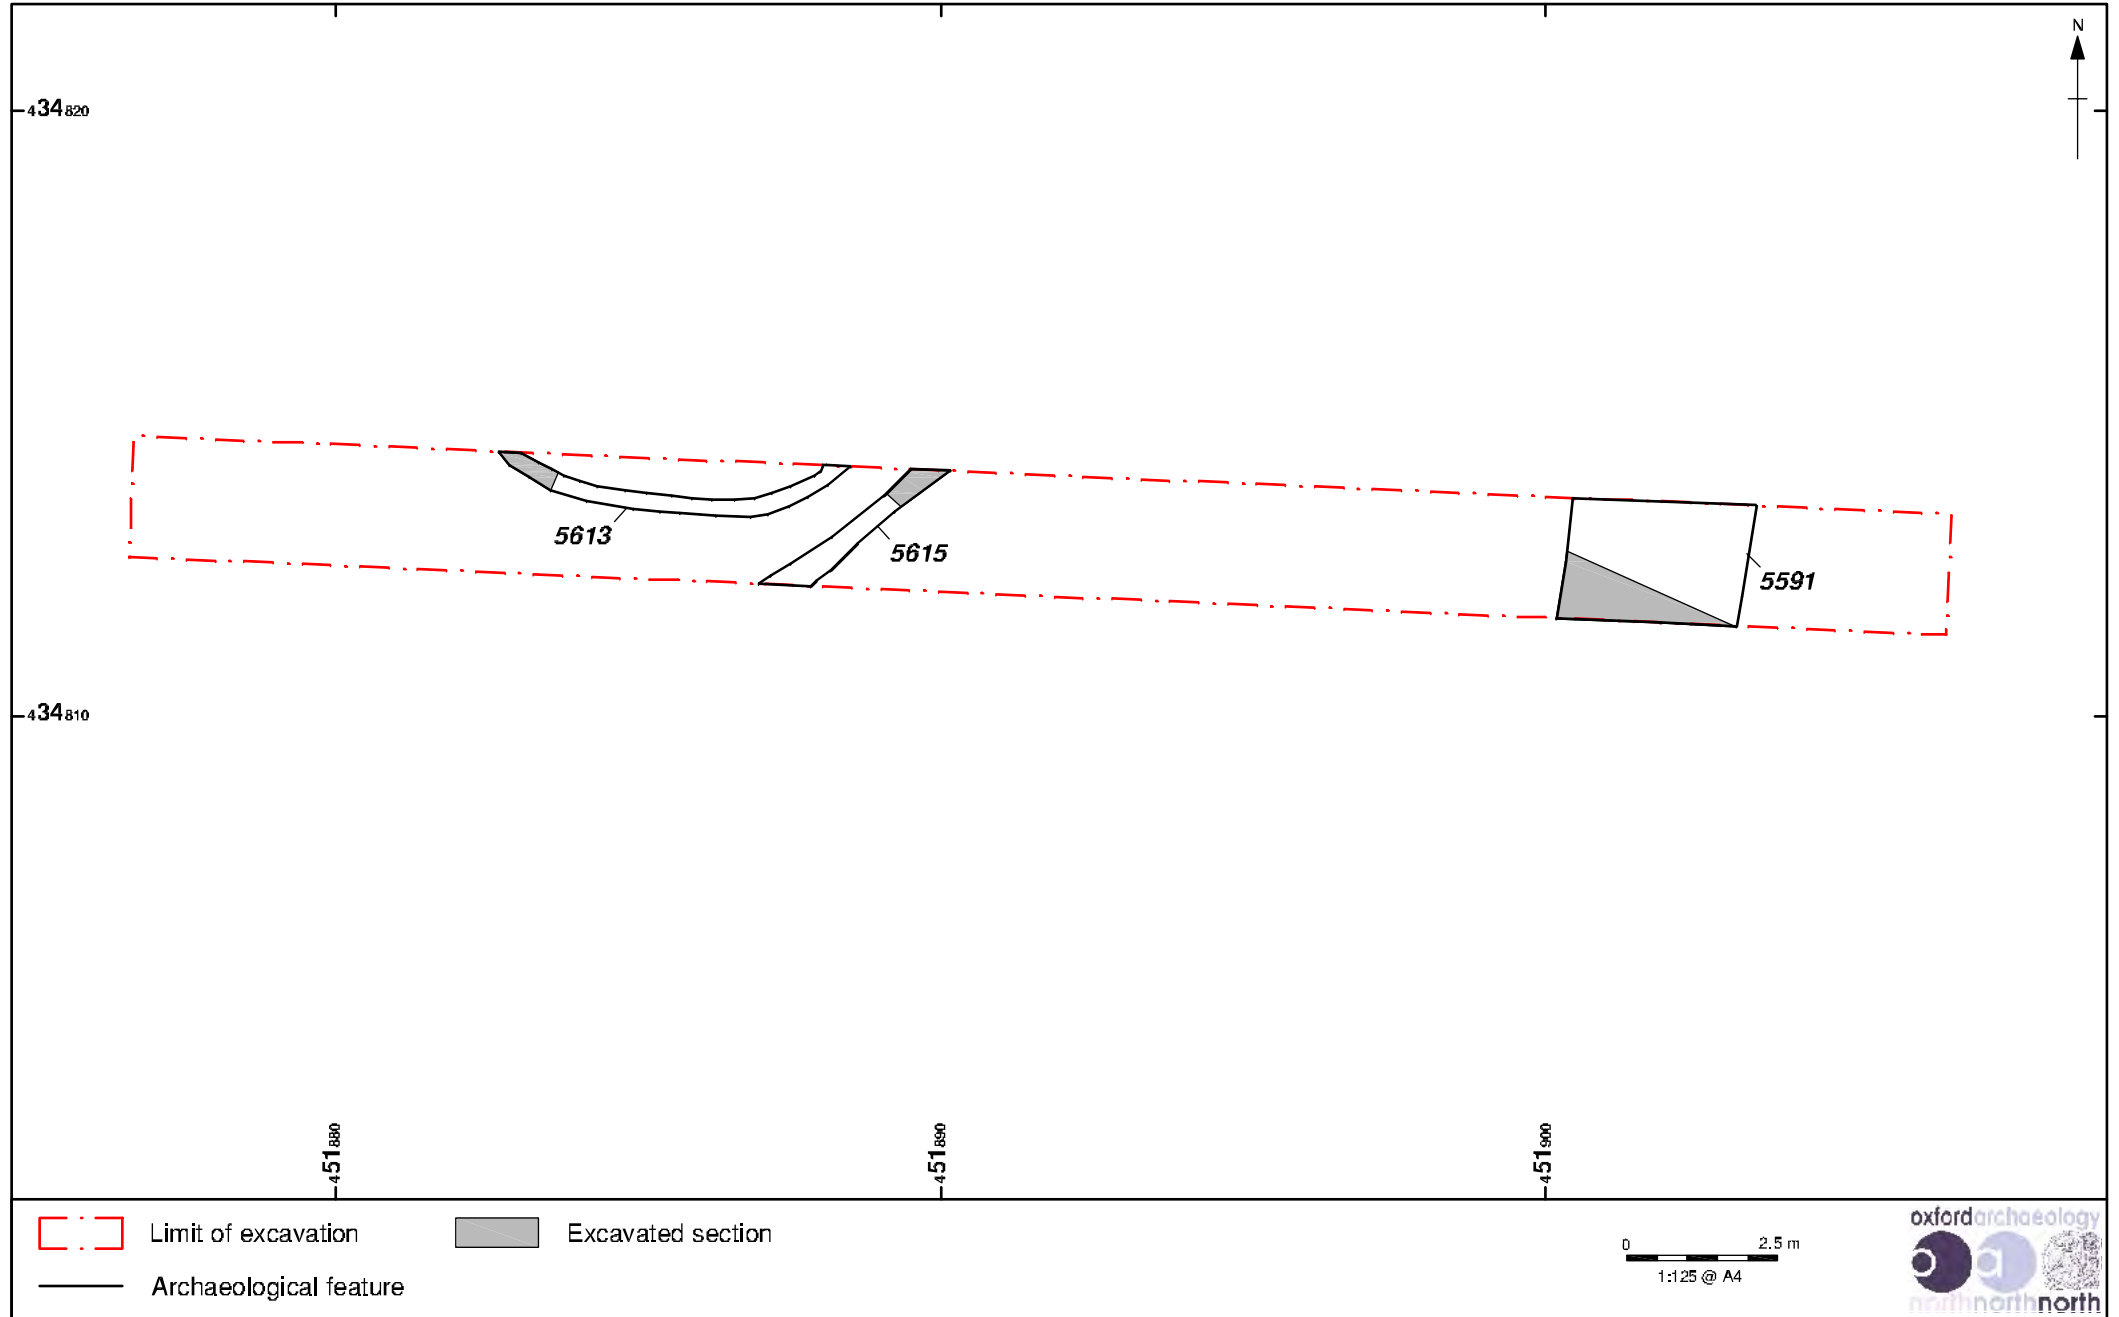 N
434820
5613
5615
5591
434810
451880
451890
451900
Limit of excavation
Excavated section
Archaeological feature
0 2.5 m
1:125 @ A4
oxfordarchaeology
o a
northnorthnorth